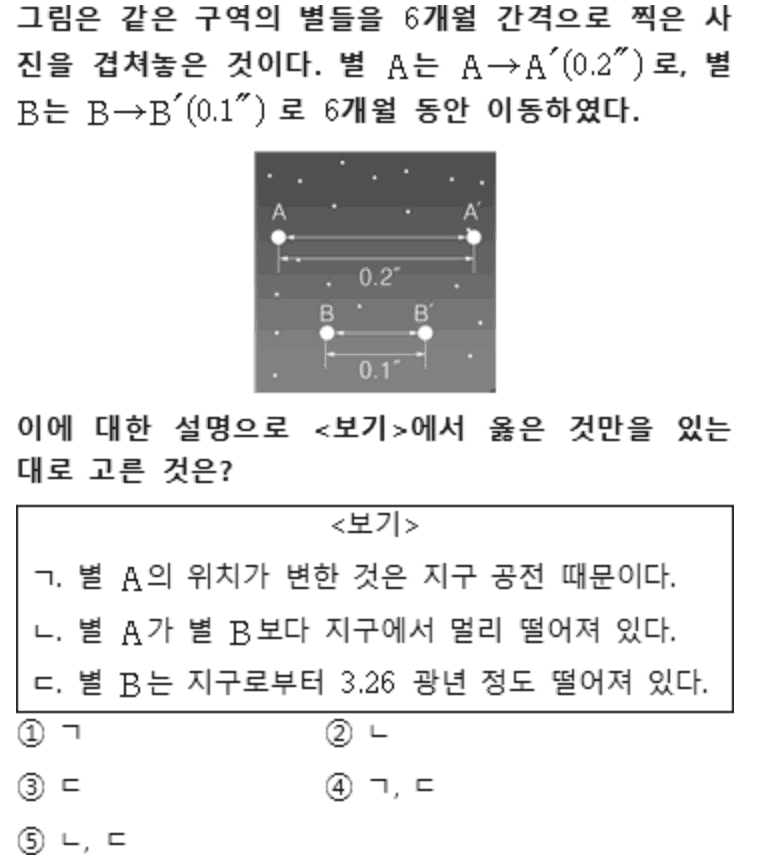 그림은 같은 구역의 별들을 6개월 간격으로 찍은 사
진을 겹쳐놓은 것이다. 별 A는 A→A′(0.2″)로, 별
B는 B→B′(0.1″) 로 6개월 동안 이동하였다.
A A′
0.2″
B B′
0.1″
이에 대한 설명으로 <보기>에서 옳은 것만을 있는
대로 고른 것은?
<보기>
ㄱ. 별 A의 위치가 변한 것은 지구 공전 때문이다.
ㄴ. 별 A가 별 B보다 지구에서 멀리 떨어져 있다.
ㄷ. 별 B는 지구로부터 3.26 광년 정도 떨어져 있다.
① ㄱ ② ㄴ
③ ㄷ ④ ㄱ, ㄷ
⑤ ㄴ, ㄷ